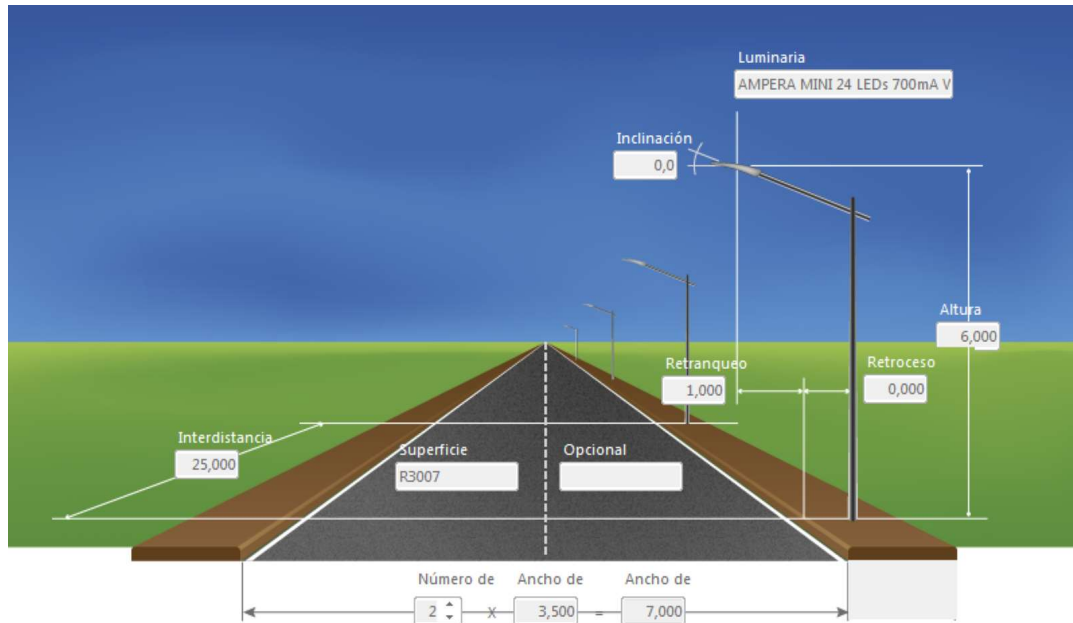 Luminaria
AMPERA MINI 24 LEDs 700mA V
Inclinación
0,0
Altura
6,000
Retranqueo
1,000
Retroceso
0,000
Interdistancia
25,000
Superficie
R3007
Opcional
Número de
Ancho de
Ancho de
2 x 3,500 = 7,000